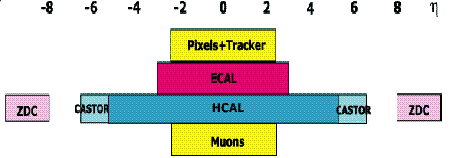 -8 -6 -4 -2 0 2 4 6 8 η
Pixels+Tracker
ECAL
ZDC CASTOR HCAL CASTOR ZDC
Muons